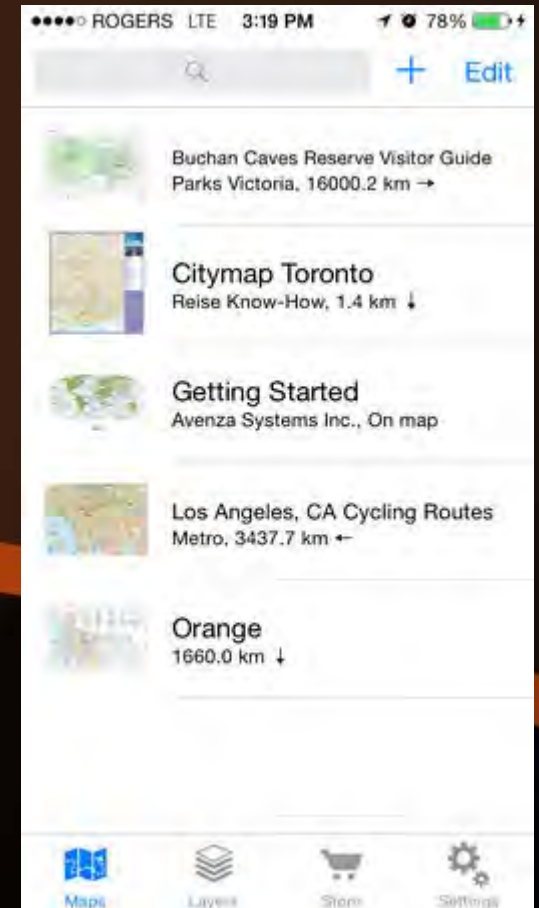 ROGERS LTE 3:19 PM 78%
+ Edit
Buchan Caves Reserve Visitor Guide
Parks Victoria, 16000.2 km →
Citymap Toronto
Reise Know-How, 1.4 km ↓
Getting Started
Avenza Systems Inc., On map
Los Angeles, CA Cycling Routes
Metro, 3437.7 km ←
Orange
1660.0 km ↓
Maps Layers Store Settings